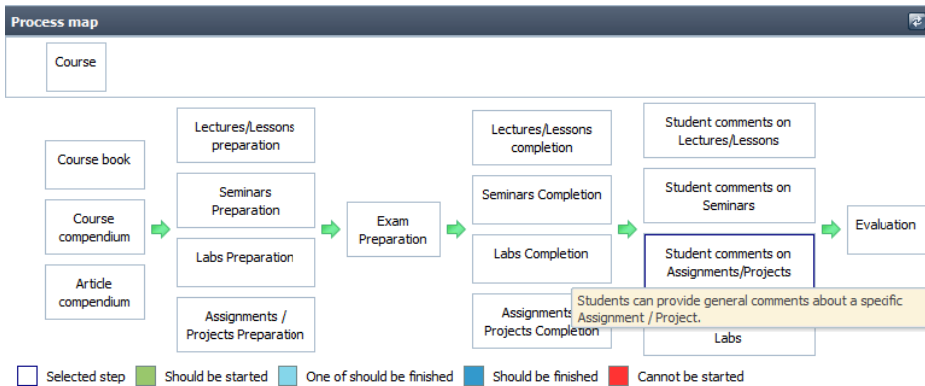 Process map
Course
Course book
Course
compendium
Article
compendium
Lectures/Lessons
preparation
Seminars
Preparation
Labs Preparation
Assignments /
Projects Preparation
Exam
Preparation
Lectures/Lessons
completion
Seminars Completion
Labs Completion
Assignments
Projects Completion
Student comments on
Lectures/Lessons
Student comments on
Seminars
Student comments on
Assignments/Projects
Students can provide general comments about a specific
Assignment / Project.
Labs
Evaluation
Selected step
Should be started
One of should be finished
Should be finished
Cannot be started